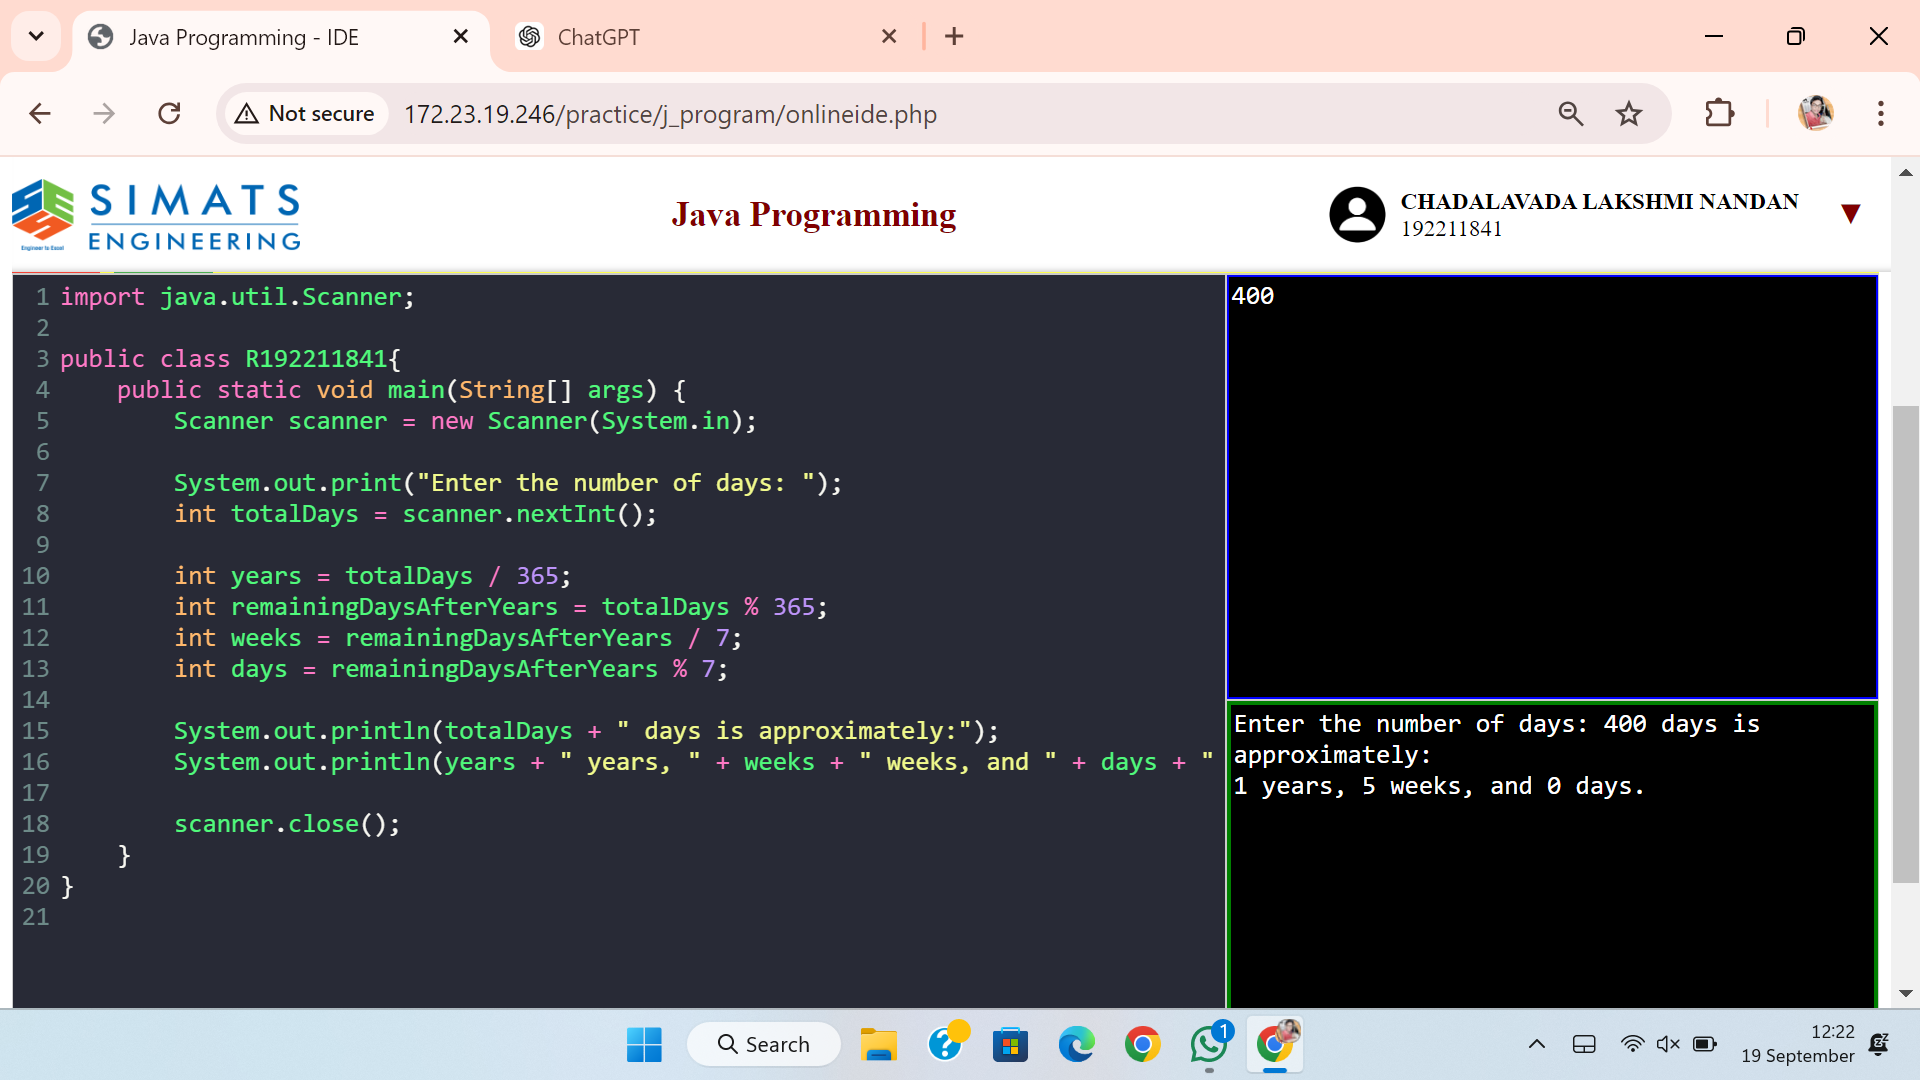 Java Programming - IDE
ChatGPT
Not secure
172.23.19.246/practice/j_program/onlineide.php
SIMATS
ENGINEERING
Engineer to Excel
Java Programming
CHADALAVADA LAKSHMI NANDAN
192211841
1 import java.util.Scanner;
2
3 public class R192211841{
4 public static void main(String[] args) {
5 Scanner scanner = new Scanner(System.in);
6
7 System.out.print("Enter the number of days: ");
8 int totalDays = scanner.nextInt();
9
10 int years = totalDays / 365;
11 int remainingDaysAfterYears = totalDays % 365;
12 int weeks = remainingDaysAfterYears / 7;
13 int days = remainingDaysAfterYears % 7;
14
15 System.out.println(totalDays + " days is approximately:");
16 System.out.println(years + " years, " + weeks + " weeks, and " + days + "
17
18 scanner.close();
19 }
20 }
21
400
Enter the number of days: 400 days is
approximately:
1 years, 5 weeks, and 0 days.
Search
1
12:22
19 September